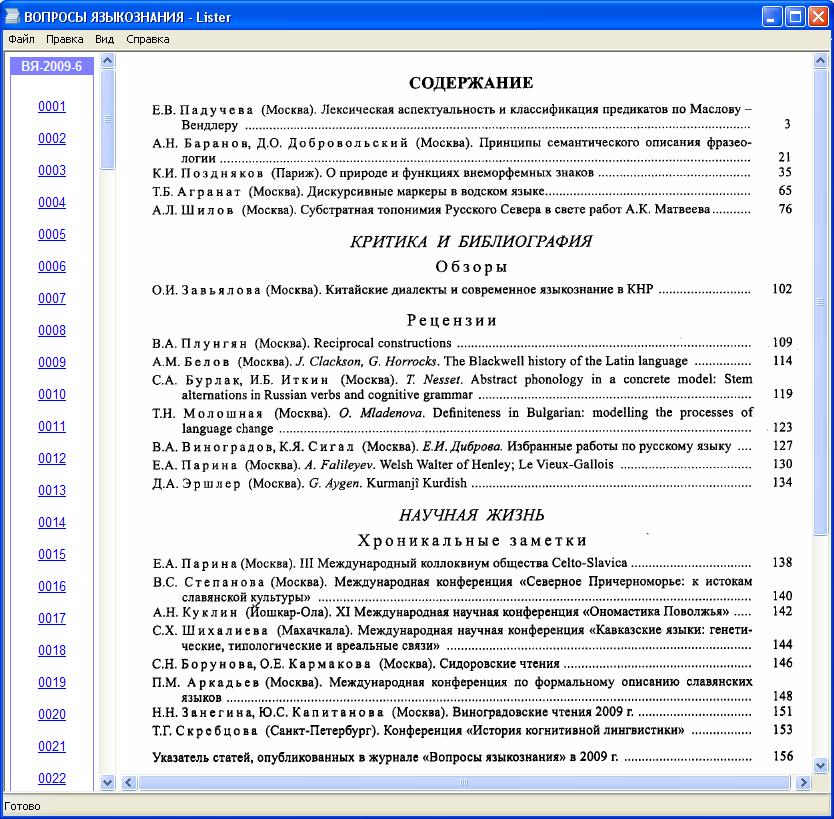 ВОПРОСЫ ЯЗЫКОЗНАНИЯ - Lister
Файл Правка Вид Справка
ВЯ-2009-6
0001
0002
0003
0004
0005
0006
0007
0008
0009
0010
0011
0012
0013
0014
0015
0016
0017
0018
0019
0020
0021
0022
СОДЕРЖАНИЕ
Е.В. Падучева (Москва). Лексическая аспектуальность и классификация предикатов по Маслову –
Вендлеру ........ 3
А.Н. Баранов, Д.О. Добровольский (Москва). Принципы семантического описания фразео-
логии ........ 21
К.И. Поздняков (Париж). О природе и функциях внеморфемных знаков ........ 35
Т.Б. Агранат (Москва). Дискурсивные маркеры в водском языке ........ 65
А.Л. Шилов (Москва). Субстратная топонимия Русского Севера в свете работ А.К. Матвеева ........ 76
КРИТИКА И БИБЛИОГРАФИЯ
Обзоры
О.И. Завьялова (Москва). Китайские диалекты и современное языкознание в КНР ........ 102
Рецензии
В.А. Плунгян (Москва). Reciprocal constructions ........ 109
А.М. Белов (Москва). J. Clackson, G. Horrocks. The Blackwell history of the Latin language ........ 114
С.А. Бурлак, И.Б. Иткин (Москва). T. Nesset. Abstract phonology in a concrete model: Stem
alternations in Russian verbs and cognitive grammar ........ 119
Т.Н. Молошная (Москва). O. Mladenova. Definiteness in Bulgarian: modelling the processes of
language change ........ 123
В.А. Виноградов, К.Я. Сигал (Москва). Е.И. Диброва. Избранные работы по русскому языку .... 127
Е.А. Парина (Москва). A. Falileyev. Welsh Walter of Henley; Le Vieux-Gallois ........ 130
Д.А. Эршлер (Москва). G. Aygen. Kurmanjî Kurdish ........ 134
НАУЧНАЯ ЖИЗНЬ
Хроникальные заметки
Е.А. Парина (Москва). III Международный коллоквиум общества Celto-Slavica ........ 138
В.С. Степанова (Москва). Международная конференция «Северное Причерноморье: к истокам
славянской культуры» ........ 140
А.Н. Куклин (Йошкар-Ола). XI Международная научная конференция «Ономастика Поволжья» ..... 142
С.Х. Шихалиева (Махачкала). Международная научная конференция «Кавказские языки: генети-
ческие, типологические и ареальные связи» ........ 144
С.Н. Борунова, О.Е. Кармакова (Москва). Сидоровские чтения ........ 146
П.М. Аркадьев (Москва). Международная конференция по формальному описанию славянских
языков ........ 148
Н.Н. Занегина, Ю.С. Капитанова (Москва). Виноградовские чтения 2009 г. ........ 151
Т.Г. Скребцова (Санкт-Петербург). Конференция «История когнитивной лингвистики» ........ 153
Указатель статей, опубликованных в журнале «Вопросы языкознания» в 2009 г. ........ 156
Готово